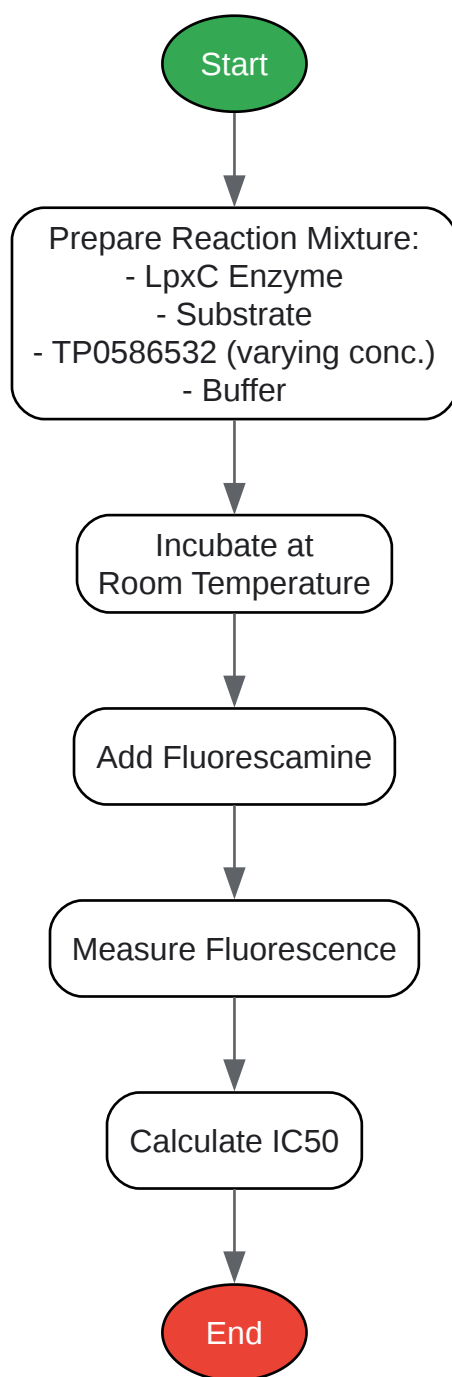 Start
Prepare Reaction Mixture:
- LpxC Enzyme
- Substrate
- TP0586532 (varying conc.)
- Buffer
Incubate at
Room Temperature
Add Fluorescamine
Measure Fluorescence
Calculate IC50
End